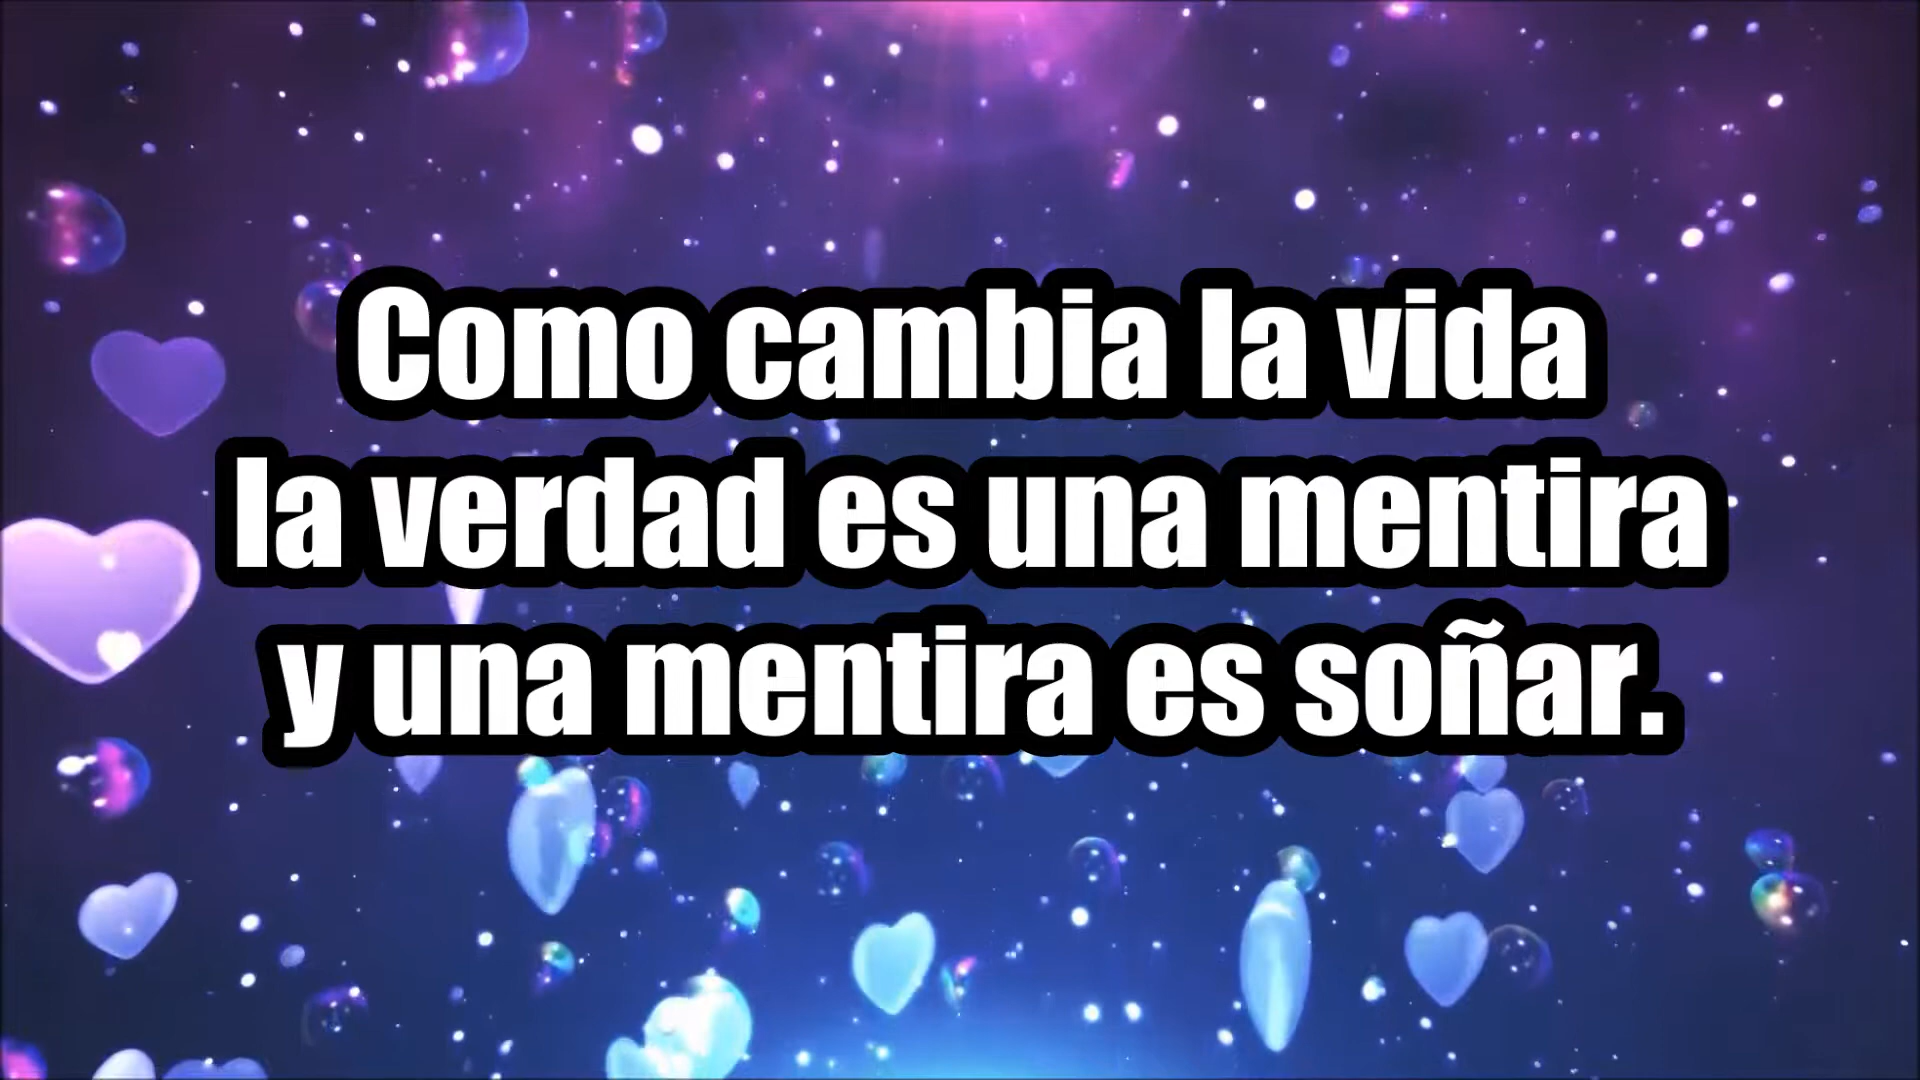 Como cambia la vida
la verdad es una mentira
y una mentira es soñar.